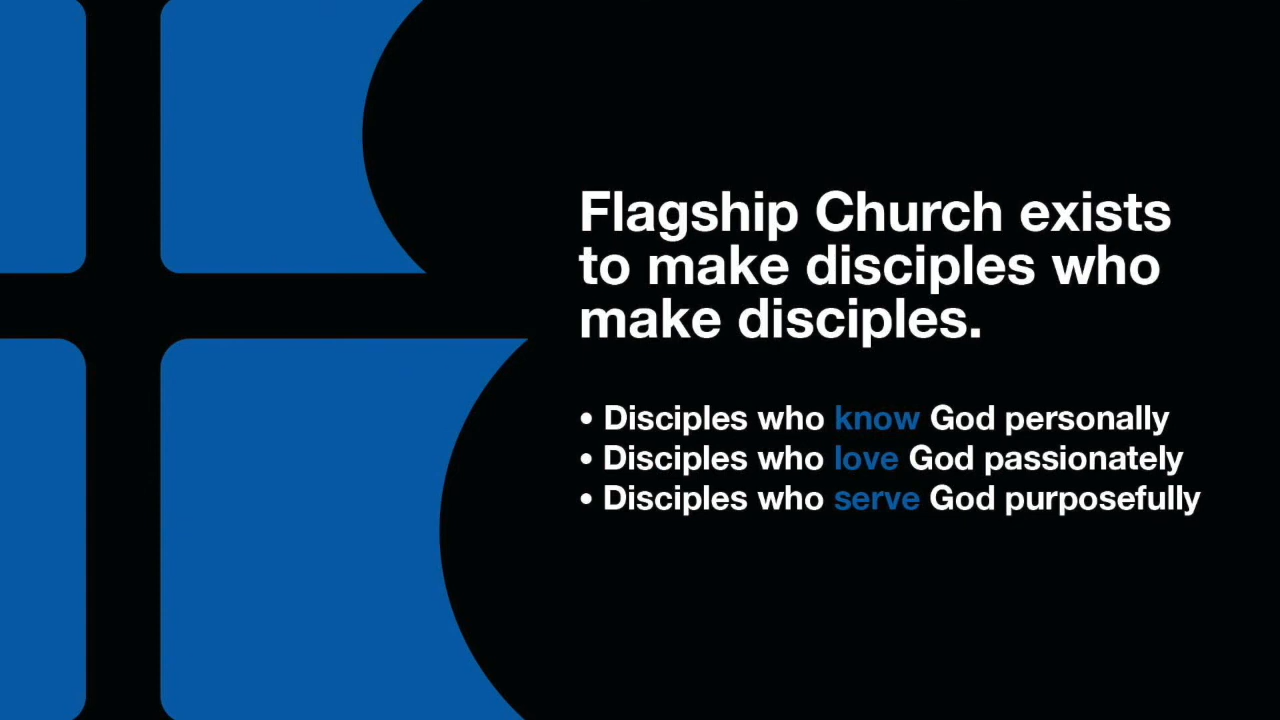 Flagship Church exists
to make disciples who
make disciples.
• Disciples who know God personally
• Disciples who love God passionately
• Disciples who serve God purposefully